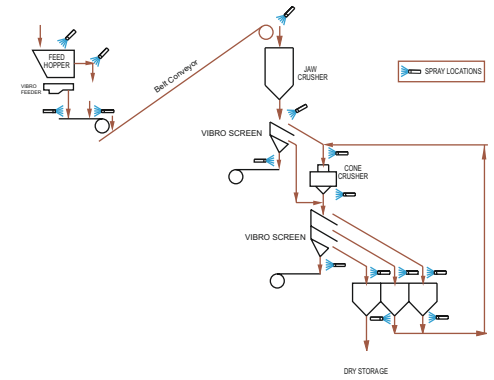 FEED
HOPPER
VIBRO
FEEDER
Belt Conveyor
JAW
CRUSHER
SPRAY LOCATIONS
VIBRO SCREEN
CONE
CRUSHER
VIBRO SCREEN
DRY STORAGE